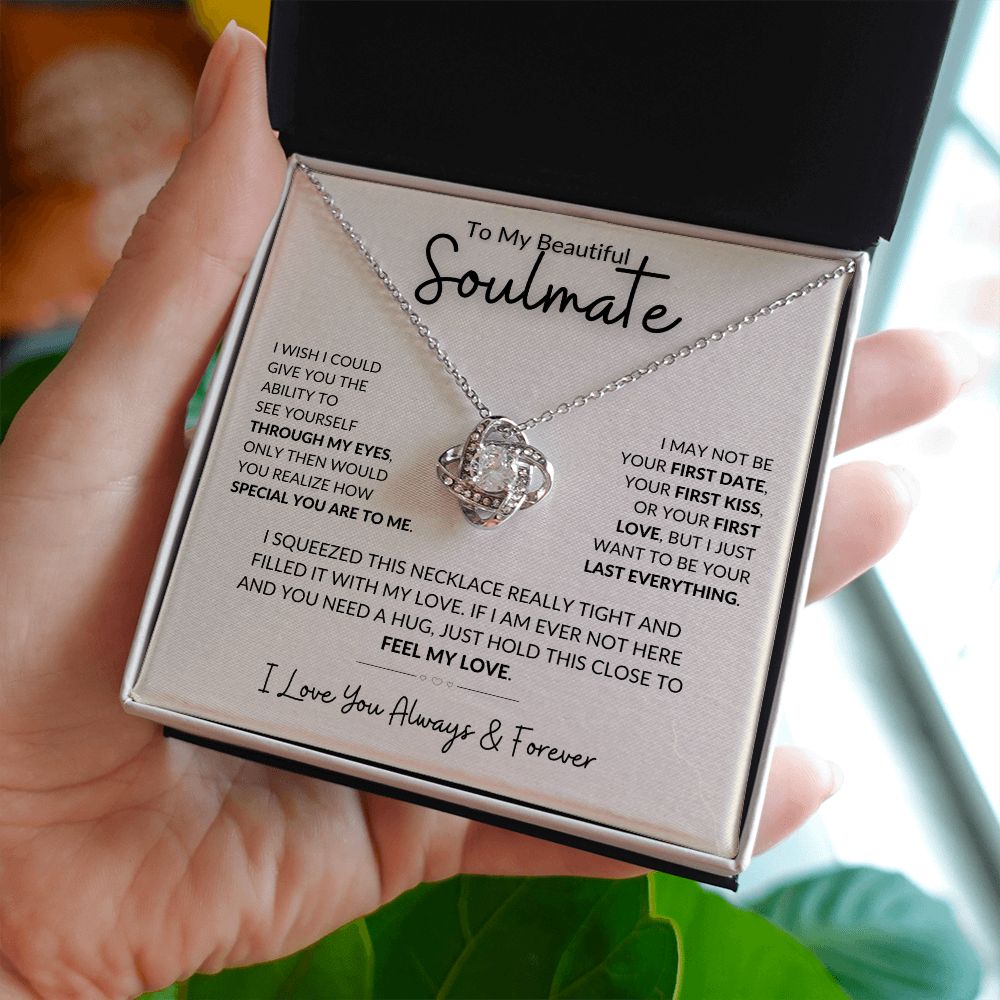 To My Beautiful
Soulmate
I WISH I COULD
GIVE YOU THE
ABILITY TO
SEE YOURSELF
THROUGH MY EYES,
ONLY THEN WOULD
YOU REALIZE HOW
SPECIAL YOU ARE TO ME.
I MAY NOT BE
YOUR FIRST DATE,
YOUR FIRST KISS,
OR YOUR FIRST
LOVE, BUT I JUST
WANT TO BE YOUR
LAST EVERYTHING.
I SQUEEZED THIS NECKLACE REALLY TIGHT AND
FILLED IT WITH MY LOVE. IF I AM EVER NOT HERE
AND YOU NEED A HUG, JUST HOLD THIS CLOSE TO
FEEL MY LOVE.
I Love You Always & Forever